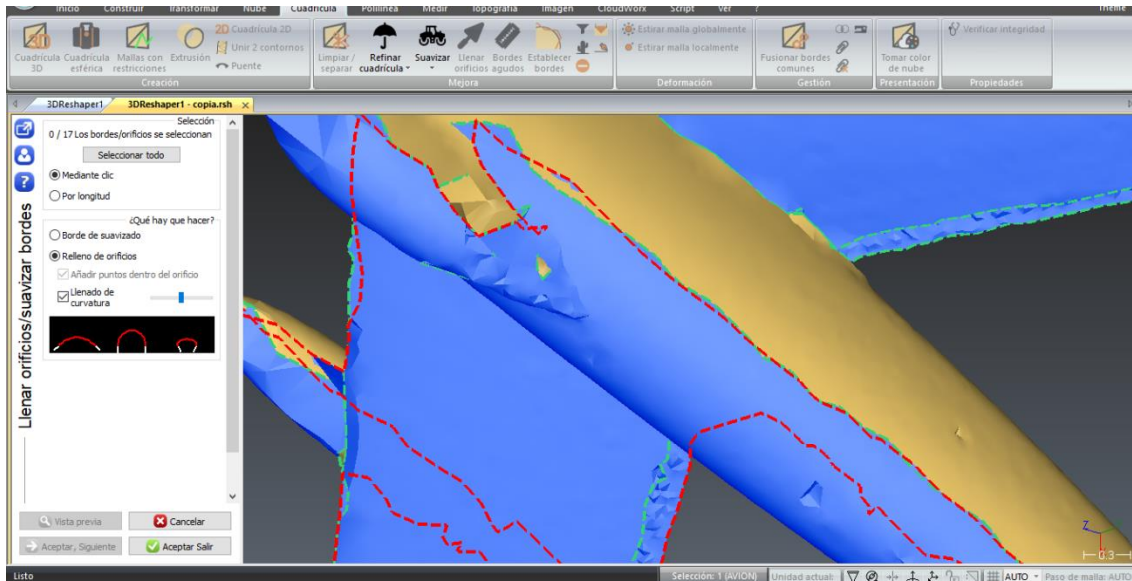 Inicio Construir Transformar Nube Cuadrícula Polilínea Medir Topografía Imagen CloudWorx Script Ver ? Theme
Cuadrícula 3D
Cuadrícula esférica
Mallas con restricciones
Extrusión
2D Cuadrícula 2D
Unir 2 contornos
Puente
Creación
Limpiar / separar
Refinar cuadrícula
Suavizar
Llenar orificios
Bordes agudos
Establecer bordes
Mejora
Estirar malla globalmente
Estirar malla localmente
Deformación
Fusionar bordes comunes
Gestión
Tomar color de nube
Presentación
Verificar integridad
Propiedades
3DReshaper1 3DReshaper1 - copia.rsh
Llenar orificios/suavizar bordes
Selección
0 / 17 Los bordes/orificios se seleccionan
Seleccionar todo
Mediante clic
Por longitud
¿Qué hay que hacer?
Borde de suavizado
Relleno de orificios
Añadir puntos dentro del orificio
Llenado de
curvatura
Vista previa Cancelar
Aceptar, Siguiente Aceptar Salir
Z
0.3
Listo Selección: 1 (AVION) Unidad actual: AUTO Paso de malla: AUTO